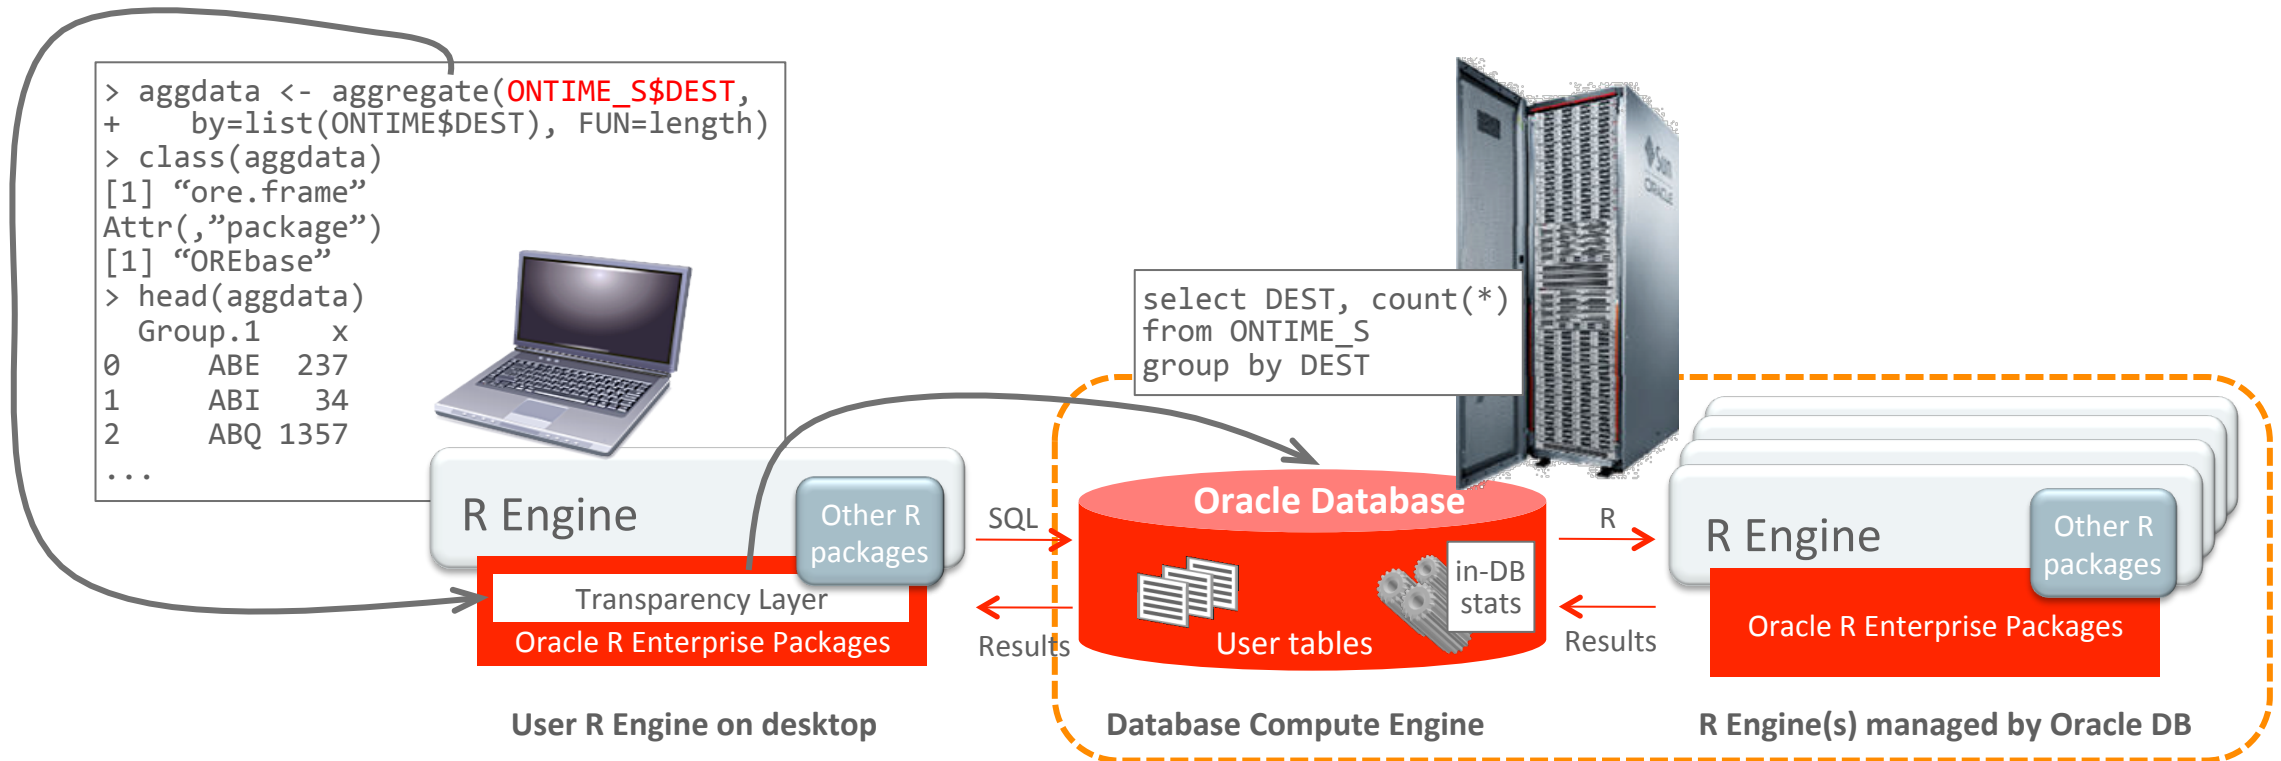 > aggdata <- aggregate(ONTIME_S$DEST,
+    by=list(ONTIME$DEST), FUN=length)
> class(aggdata)
[1] “ore.frame”
Attr(,”package”)
[1] “OREbase”
> head(aggdata)
  Group.1    x
0     ABE  237
1     ABI   34
2     ABQ 1357
...
select DEST, count(*)
from ONTIME_S
group by DEST
Sun
ORACLE
R Engine
Other R
packages
Transparency Layer
Oracle R Enterprise Packages
SQL
Results
Oracle Database
User tables
in-DB
stats
R
Results
R Engine
Other R
packages
Oracle R Enterprise Packages
User R Engine on desktop
Database Compute Engine
R Engine(s) managed by Oracle DB